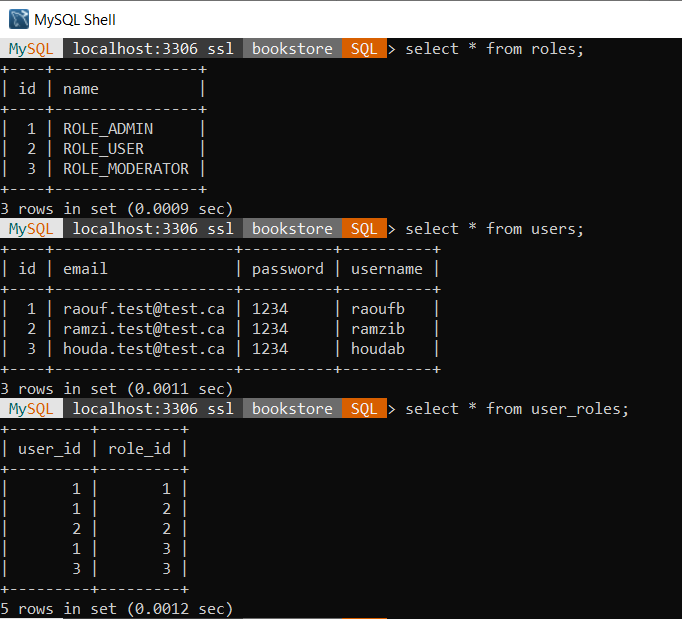 MySQL Shell
MySQL localhost:3306 ssl bookstore SQL > select * from roles;
+----+----------------+
| id | name           |
+----+----------------+
|  1 | ROLE_ADMIN     |
|  2 | ROLE_USER      |
|  3 | ROLE_MODERATOR |
+----+----------------+
3 rows in set (0.0009 sec)
MySQL localhost:3306 ssl bookstore SQL > select * from users;
+----+--------------------+----------+----------+
| id | email              | password | username |
+----+--------------------+----------+----------+
|  1 | raouf.test@test.ca | 1234     | raoufb   |
|  2 | ramzi.test@test.ca | 1234     | ramzib   |
|  3 | houda.test@test.ca | 1234     | houdab   |
+----+--------------------+----------+----------+
3 rows in set (0.0011 sec)
MySQL localhost:3306 ssl bookstore SQL > select * from user_roles;
+---------+---------+
| user_id | role_id |
+---------+---------+
|       1 |       1 |
|       1 |       2 |
|       2 |       2 |
|       1 |       3 |
|       3 |       3 |
+---------+---------+
5 rows in set (0.0012 sec)